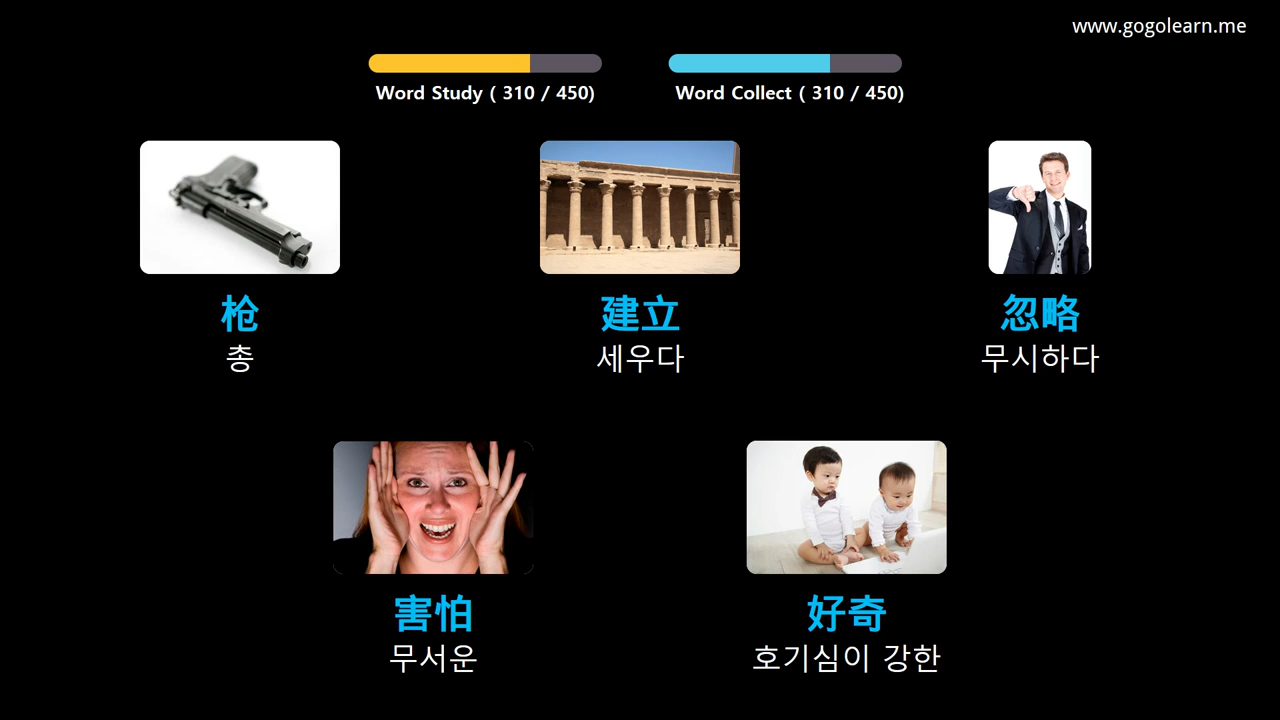 www.gogolearn.me
Word Study ( 310 / 450)
Word Collect ( 310 / 450)
枪
총
建立
세우다
忽略
무시하다
害怕
무서운
好奇
호기심이 강한